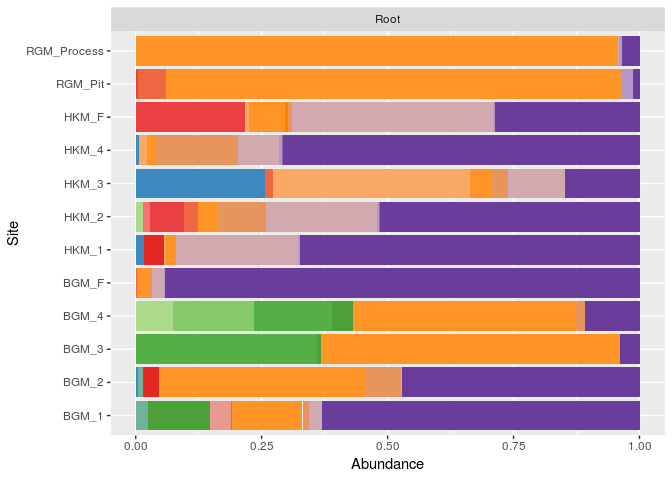 Root
RGM_Process
RGM_Pit
HKM_F
HKM_4
HKM_3
HKM_2
HKM_1
BGM_F
BGM_4
BGM_3
BGM_2
BGM_1
Site
0.00 0.25 0.50 0.75 1.00
Abundance